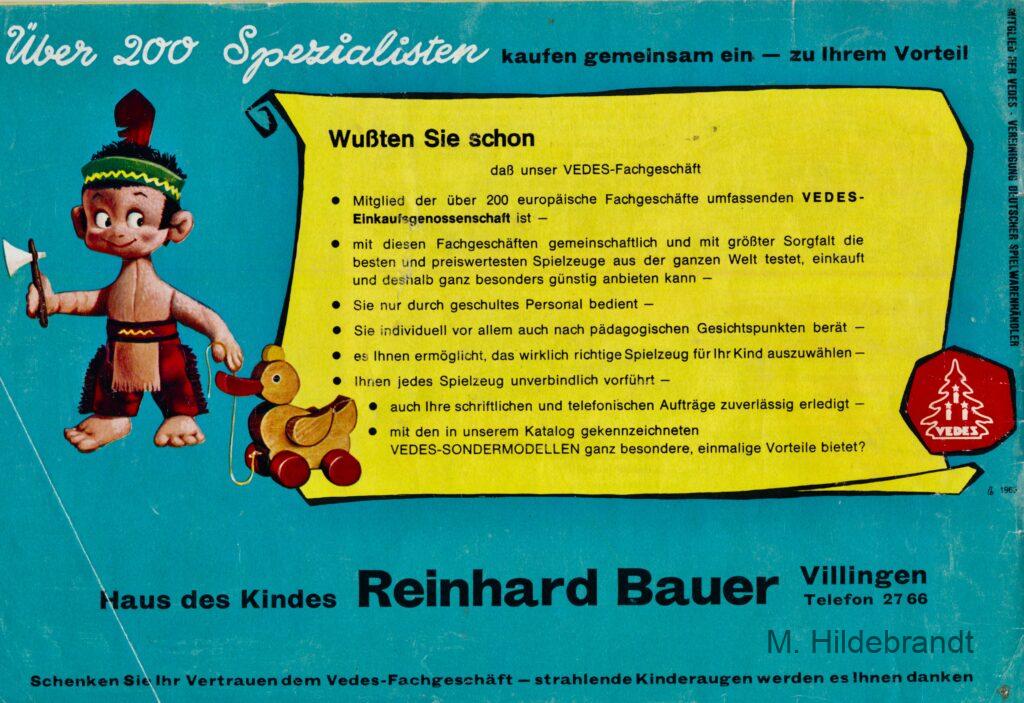 Über 200 Spezialisten kaufen gemeinsam ein – zu Ihrem Vorteil
MITGLIED DER VEDES · VEREINIGUNG DEUTSCHER SPIELWARENHÄNDLER
Wußten Sie schon
daß unser VEDES-Fachgeschäft
● Mitglied der über 200 europäische Fachgeschäfte umfassenden VEDES-
Einkaufsgenossenschaft ist –
● mit diesen Fachgeschäften gemeinschaftlich und mit größter Sorgfalt die
besten und preiswertesten Spielzeuge aus der ganzen Welt testet, einkauft
und deshalb ganz besonders günstig anbieten kann –
● Sie nur durch geschultes Personal bedient –
● Sie individuell vor allem auch nach pädagogischen Gesichtspunkten berät –
● es Ihnen ermöglicht, das wirklich richtige Spielzeug für Ihr Kind auszuwählen –
● Ihnen jedes Spielzeug unverbindlich vorführt –
● auch Ihre schriftlichen und telefonischen Aufträge zuverlässig erledigt –
● mit den in unserem Katalog gekennzeichneten
VEDES-SONDERMODELLEN ganz besondere, einmalige Vorteile bietet?
VEDES
Haus des Kindes Reinhard Bauer Villingen
Telefon 2766
M. Hildebrandt
Schenken Sie Ihr Vertrauen dem Vedes-Fachgeschäft – strahlende Kinderaugen werden es Ihnen danken